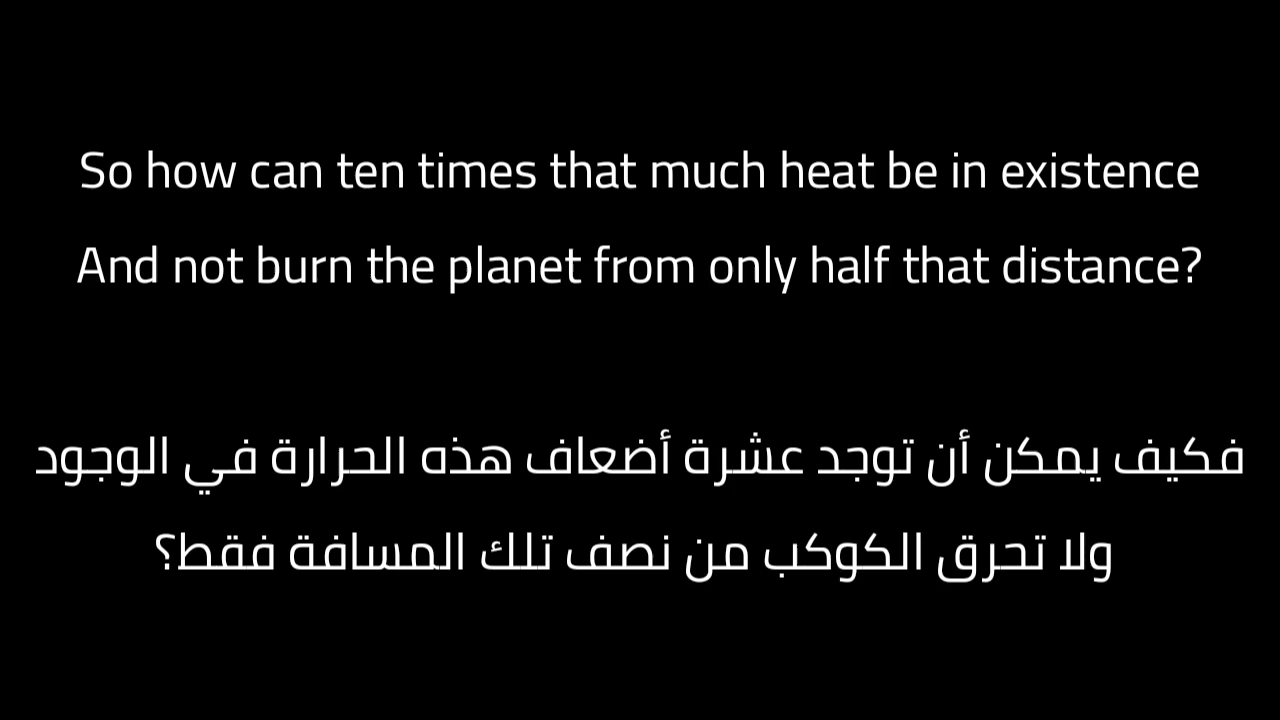 So how can ten times that much heat be in existence
And not burn the planet from only half that distance?
فكيف يمكن أن توجد عشرة أضعاف هذه الحرارة في الوجود
ولا تحرق الكوكب من نصف تلك المسافة فقط؟